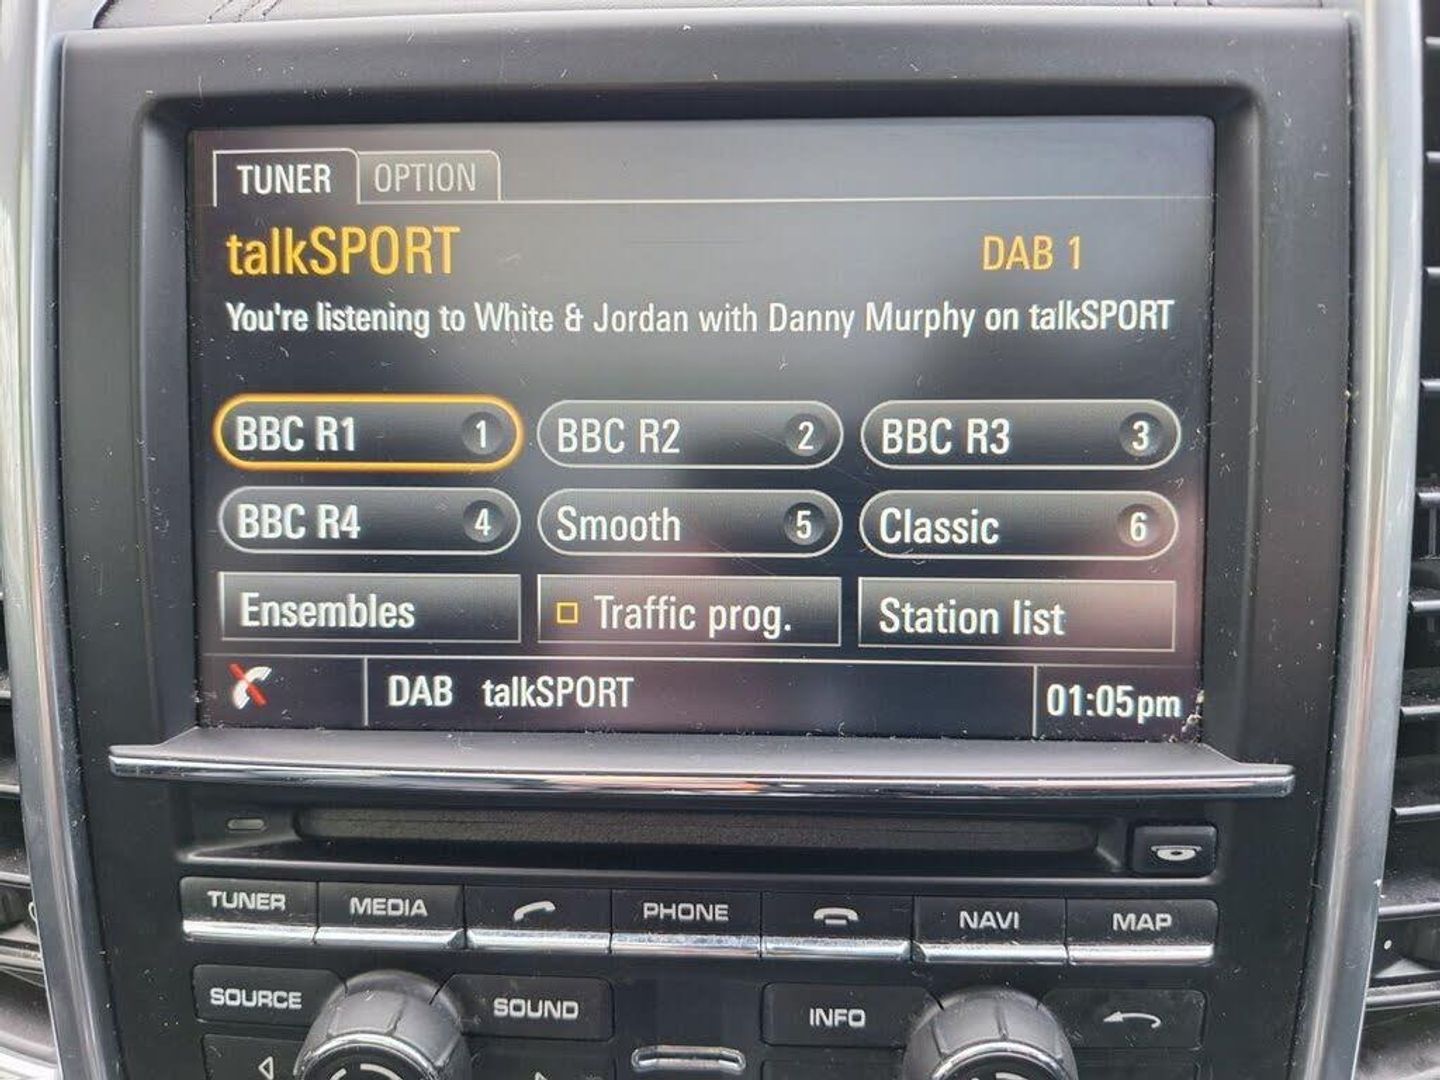 TUNER OPTION
talkSPORT DAB 1
You're listening to White & Jordan with Danny Murphy on talkSPORT
BBC R1 1 BBC R2 2 BBC R3 3
BBC R4 4 Smooth 5 Classic 6
Ensembles Traffic prog. Station list
DAB talkSPORT 01:05pm
TUNER MEDIA PHONE NAVI MAP
SOURCE SOUND INFO